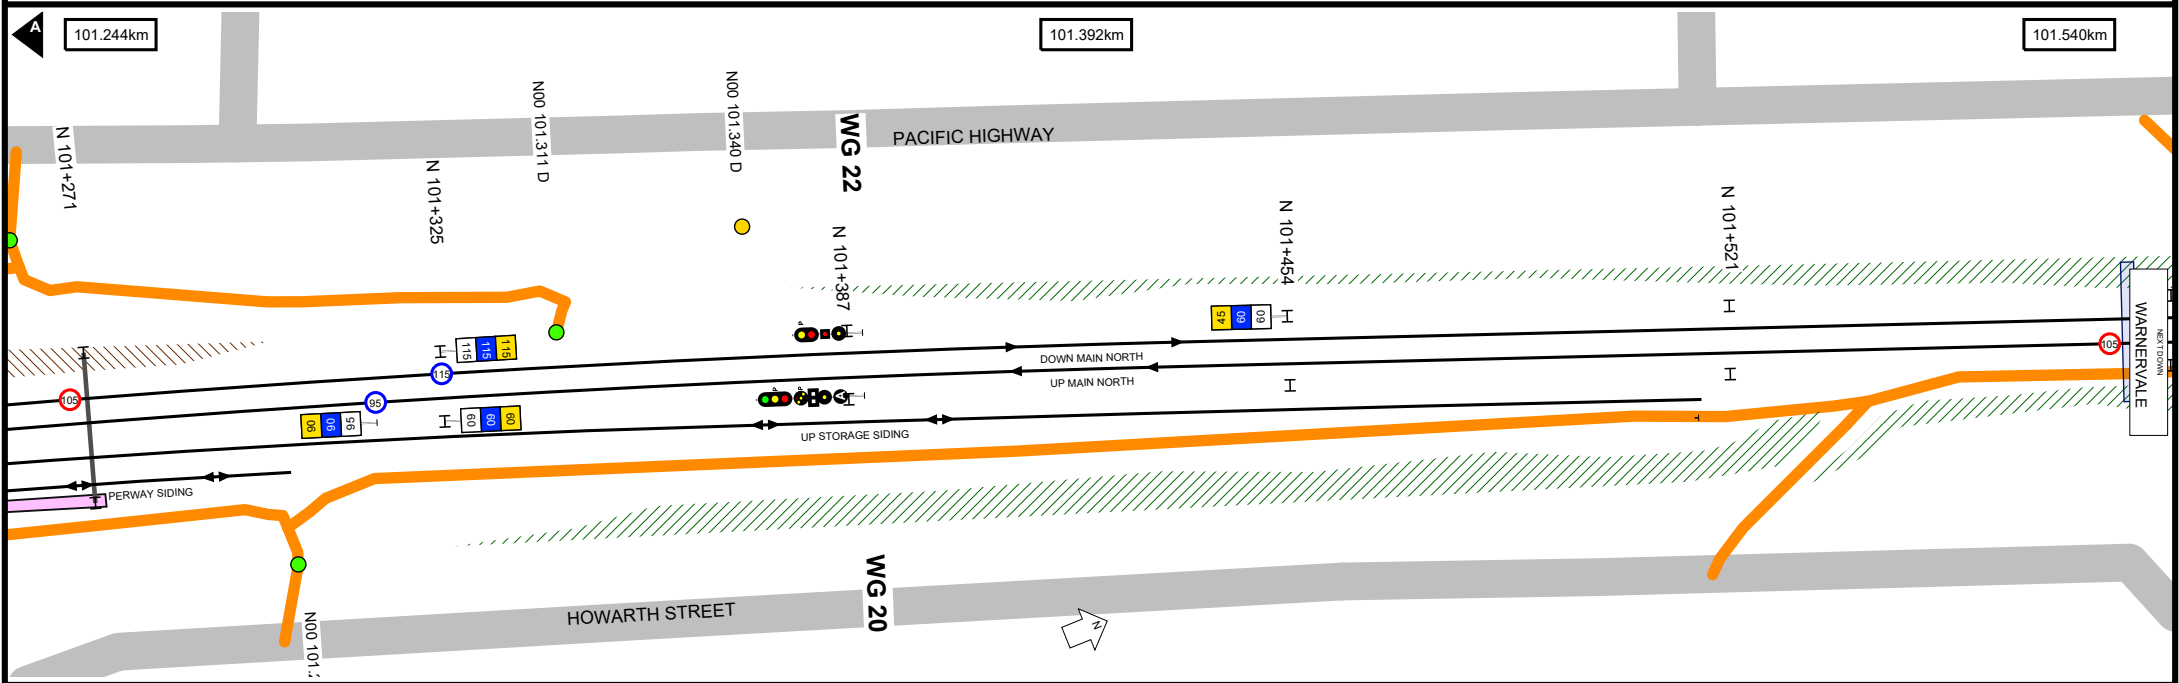 A
101.244km
101.392km
101.540km
N 101+271
N 101+325
N00 101.311 D
N00 101.340 D
WG 22
PACIFIC HIGHWAY
N 101+387
N 101+454
N 101+521
45
60
60
115
115
115
115
105
95
90
90
95
60
60
60
P
P
P
A
DOWN MAIN NORTH
UP MAIN NORTH
105
WARNERVALE
NEXT DOWN
UP STORAGE SIDING
PERWAY SIDING
WG 20
HOWARTH STREET
N
N00 101.